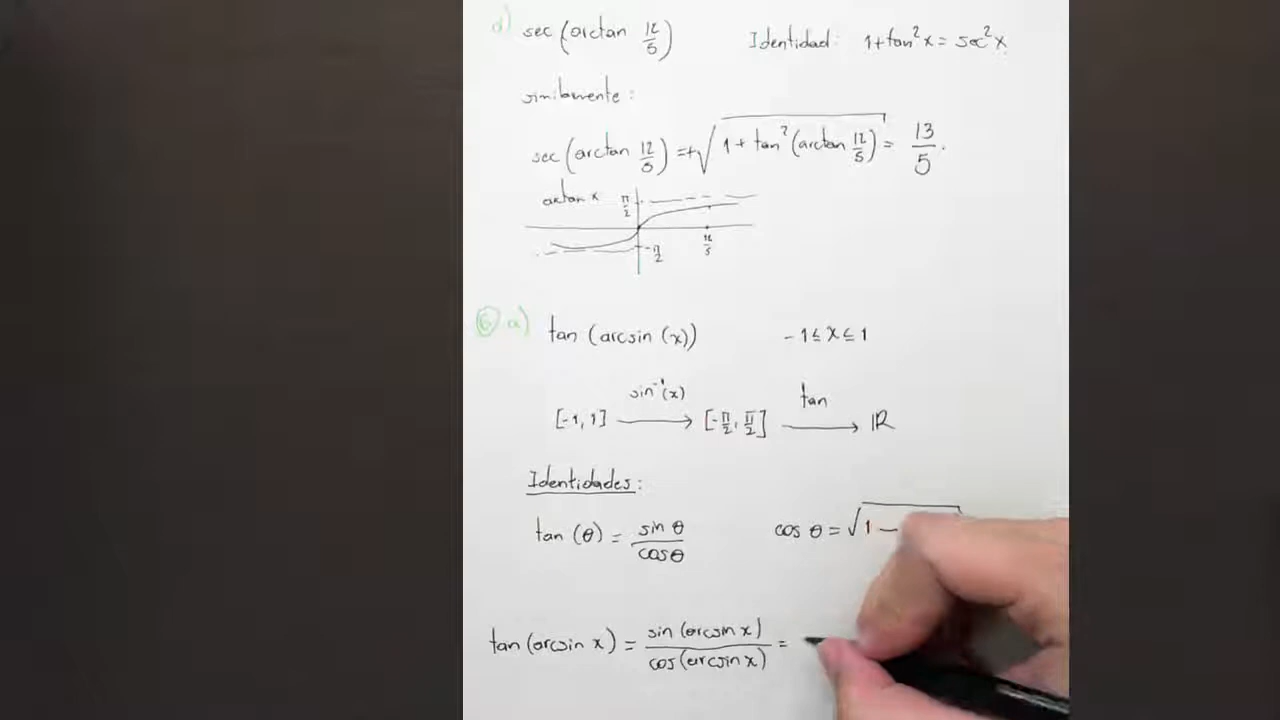 d) sec(arctan 12/5) Identidad: 1+tan²x = sec²x
similarmente:
sec(arctan 12/5) = +√(1 + tan²(arctan 12/5)) = 13/5.
arctan x π/2
-π/2 12/5
6 a) tan(arcsin(x)) -1 ≤ x ≤ 1
sin⁻¹(x) tan
[-1, 1] → [-π/2, π/2] → ℝ
Identidades:
tan(θ) = sin θ/cos θ cos θ = √1 -
tan(arcsin x) = sin(arcsin x)/cos(arcsin x) =